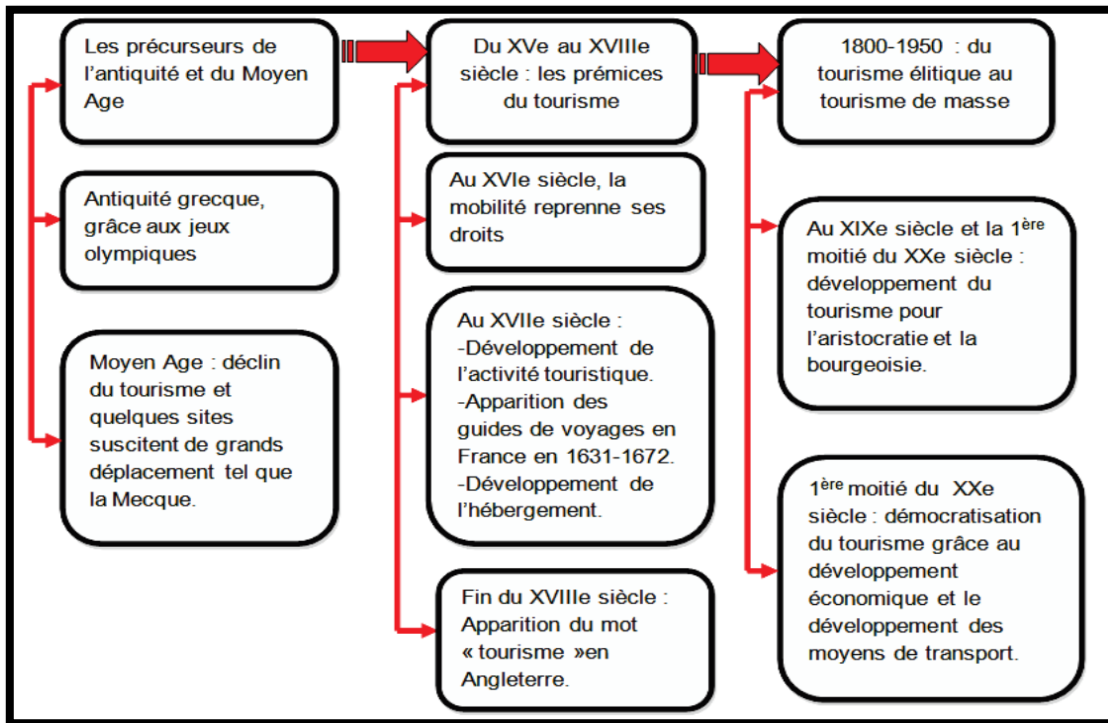 Les précurseurs de
l'antiquité et du Moyen
Age
Antiquité grecque,
grâce aux jeux
olympiques
Moyen Age : déclin
du tourisme et
quelques sites
suscitent de grands
déplacement tel que
la Mecque.
Du XVe au XVIIIe
siècle : les prémices
du tourisme
Au XVIe siècle, la
mobilité reprenne ses
droits
Au XVIIe siècle :
-Développement de
l'activité touristique.
-Apparition des
guides de voyages en
France en 1631-1672.
-Développement de
l'hébergement.
Fin du XVIIIe siècle :
Apparition du mot
« tourisme »en
Angleterre.
1800-1950 : du
tourisme élitique au
tourisme de masse
Au XIXe siècle et la 1ère
moitié du XXe siècle :
développement du
tourisme pour
l'aristocratie et la
bourgeoisie.
1ère moitié du XXe
siècle : démocratisation
du tourisme grâce au
développement
économique et le
développement des
moyens de transport.